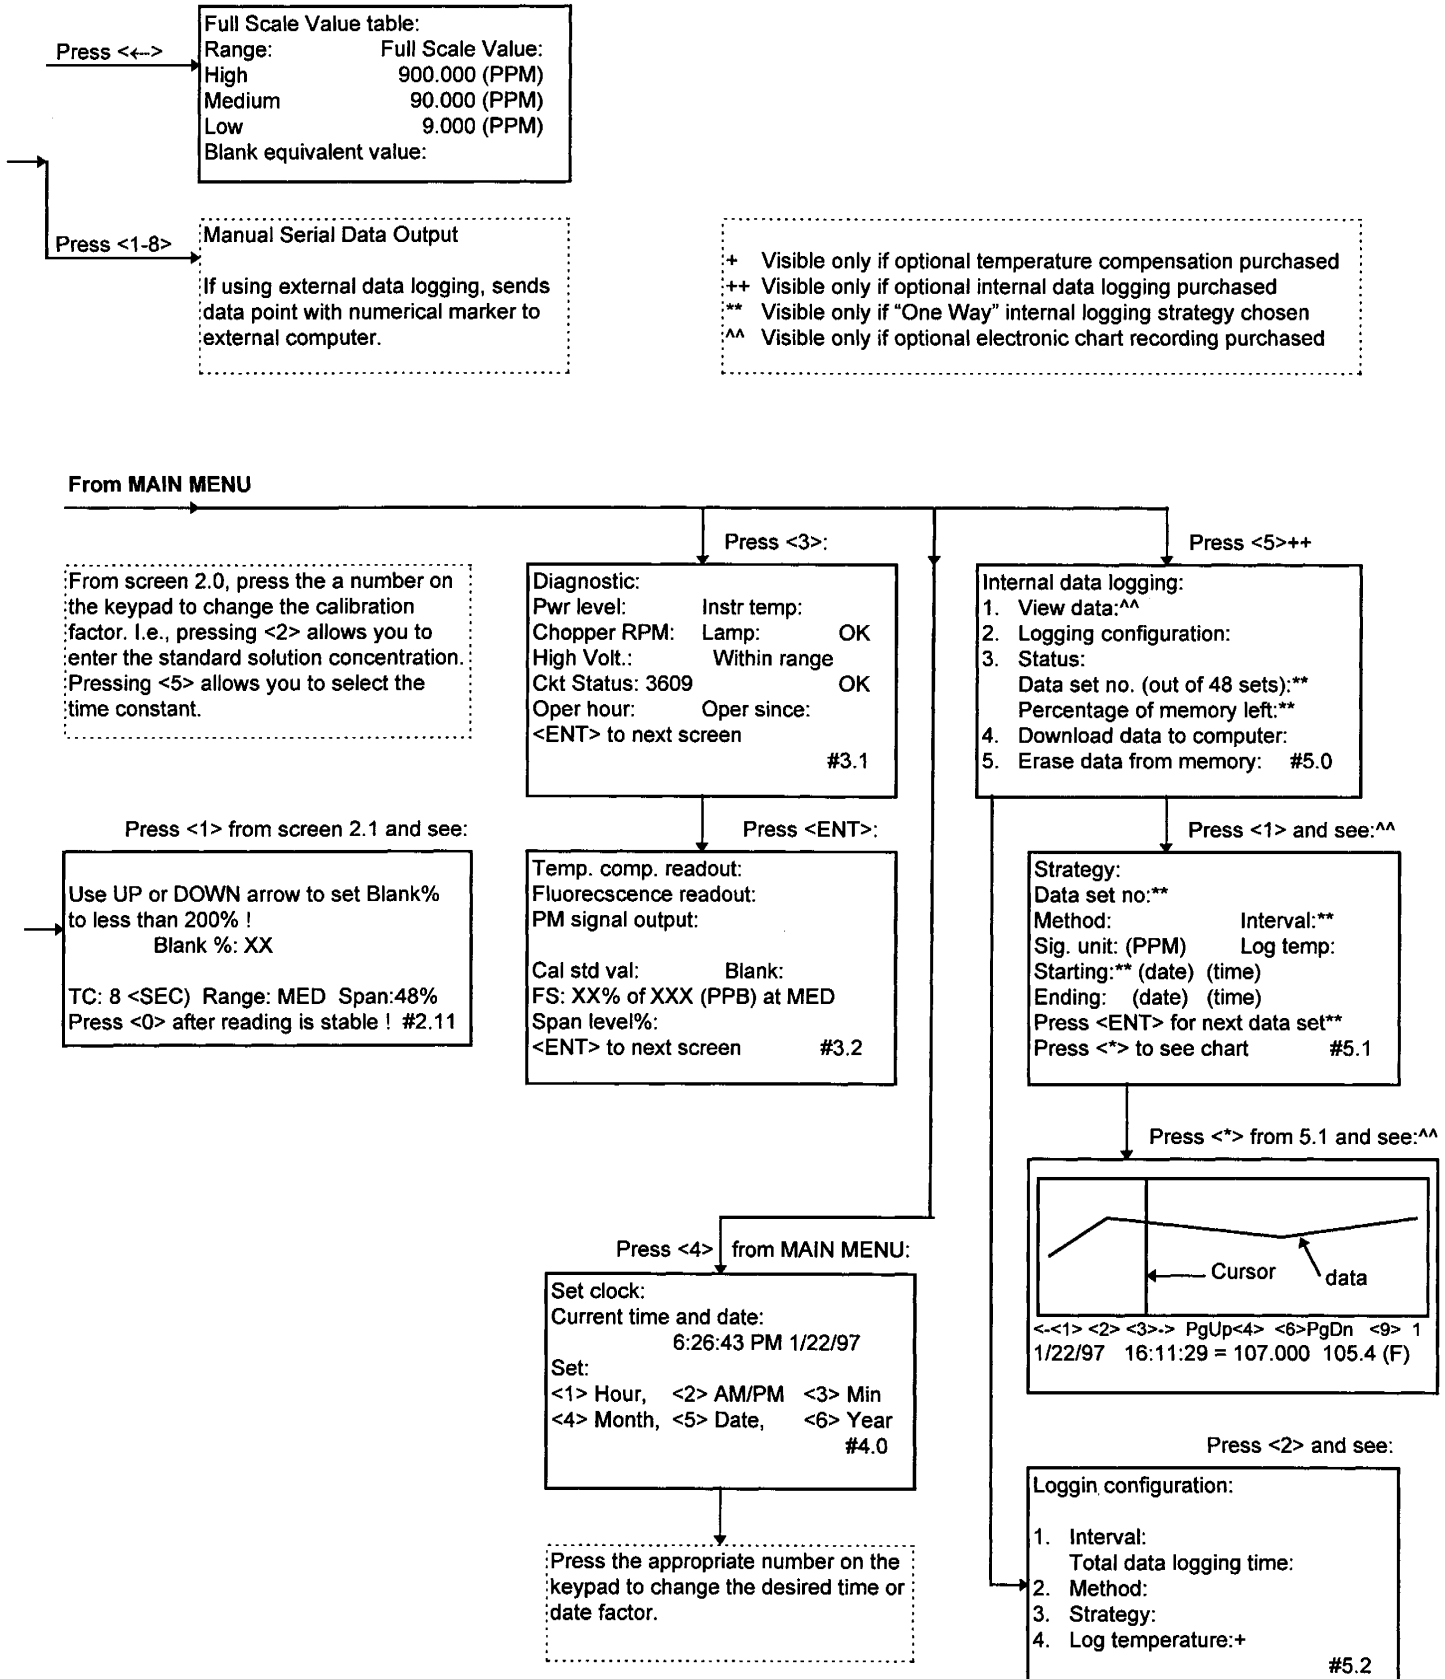 Press <←-->
Full Scale Value table:
Range: Full Scale Value:
High 900.000 (PPM)
Medium 90.000 (PPM)
Low 9.000 (PPM)
Blank equivalent value:
Press <1-8>
Manual Serial Data Output
If using external data logging, sends
data point with numerical marker to
external computer.
+ Visible only if optional temperature compensation purchased
++ Visible only if optional internal data logging purchased
** Visible only if “One Way” internal logging strategy chosen
^^ Visible only if optional electronic chart recording purchased
From MAIN MENU
From screen 2.0, press the a number on
the keypad to change the calibration
factor. I.e., pressing <2> allows you to
enter the standard solution concentration.
Pressing <5> allows you to select the
time constant.
Press <1> from screen 2.1 and see:
Use UP or DOWN arrow to set Blank%
to less than 200% !
Blank %: XX
TC: 8 <SEC) Range: MED Span:48%
Press <0> after reading is stable ! #2.11
Press <3>:
Diagnostic:
Pwr level: Instr temp:
Chopper RPM: Lamp: OK
High Volt.: Within range
Ckt Status: 3609 OK
Oper hour: Oper since:
<ENT> to next screen
#3.1
Press <ENT>:
Temp. comp. readout:
Fluorecscence readout:
PM signal output:
Cal std val: Blank:
FS: XX% of XXX (PPB) at MED
Span level%:
<ENT> to next screen #3.2
Press <4> from MAIN MENU:
Set clock:
Current time and date:
6:26:43 PM 1/22/97
Set:
<1> Hour, <2> AM/PM <3> Min
<4> Month, <5> Date, <6> Year
#4.0
Press the appropriate number on the
keypad to change the desired time or
date factor.
Press <5>++
Internal data logging:
1. View data:^^
2. Logging configuration:
3. Status:
Data set no. (out of 48 sets):**
Percentage of memory left:**
4. Download data to computer:
5. Erase data from memory: #5.0
Press <1> and see:^^
Strategy:
Data set no:**
Method: Interval:**
Sig. unit: (PPM) Log temp:
Starting:** (date) (time)
Ending: (date) (time)
Press <ENT> for next data set**
Press <*> to see chart #5.1
Press <*> from 5.1 and see:^^
Cursor
data
<-<1> <2> <3>-> PgUp<4> <6>PgDn <9> 1
1/22/97 16:11:29 = 107.000 105.4 (F)
Press <2> and see:
Loggin configuration:
1. Interval:
Total data logging time:
2. Method:
3. Strategy:
4. Log temperature:+
#5.2